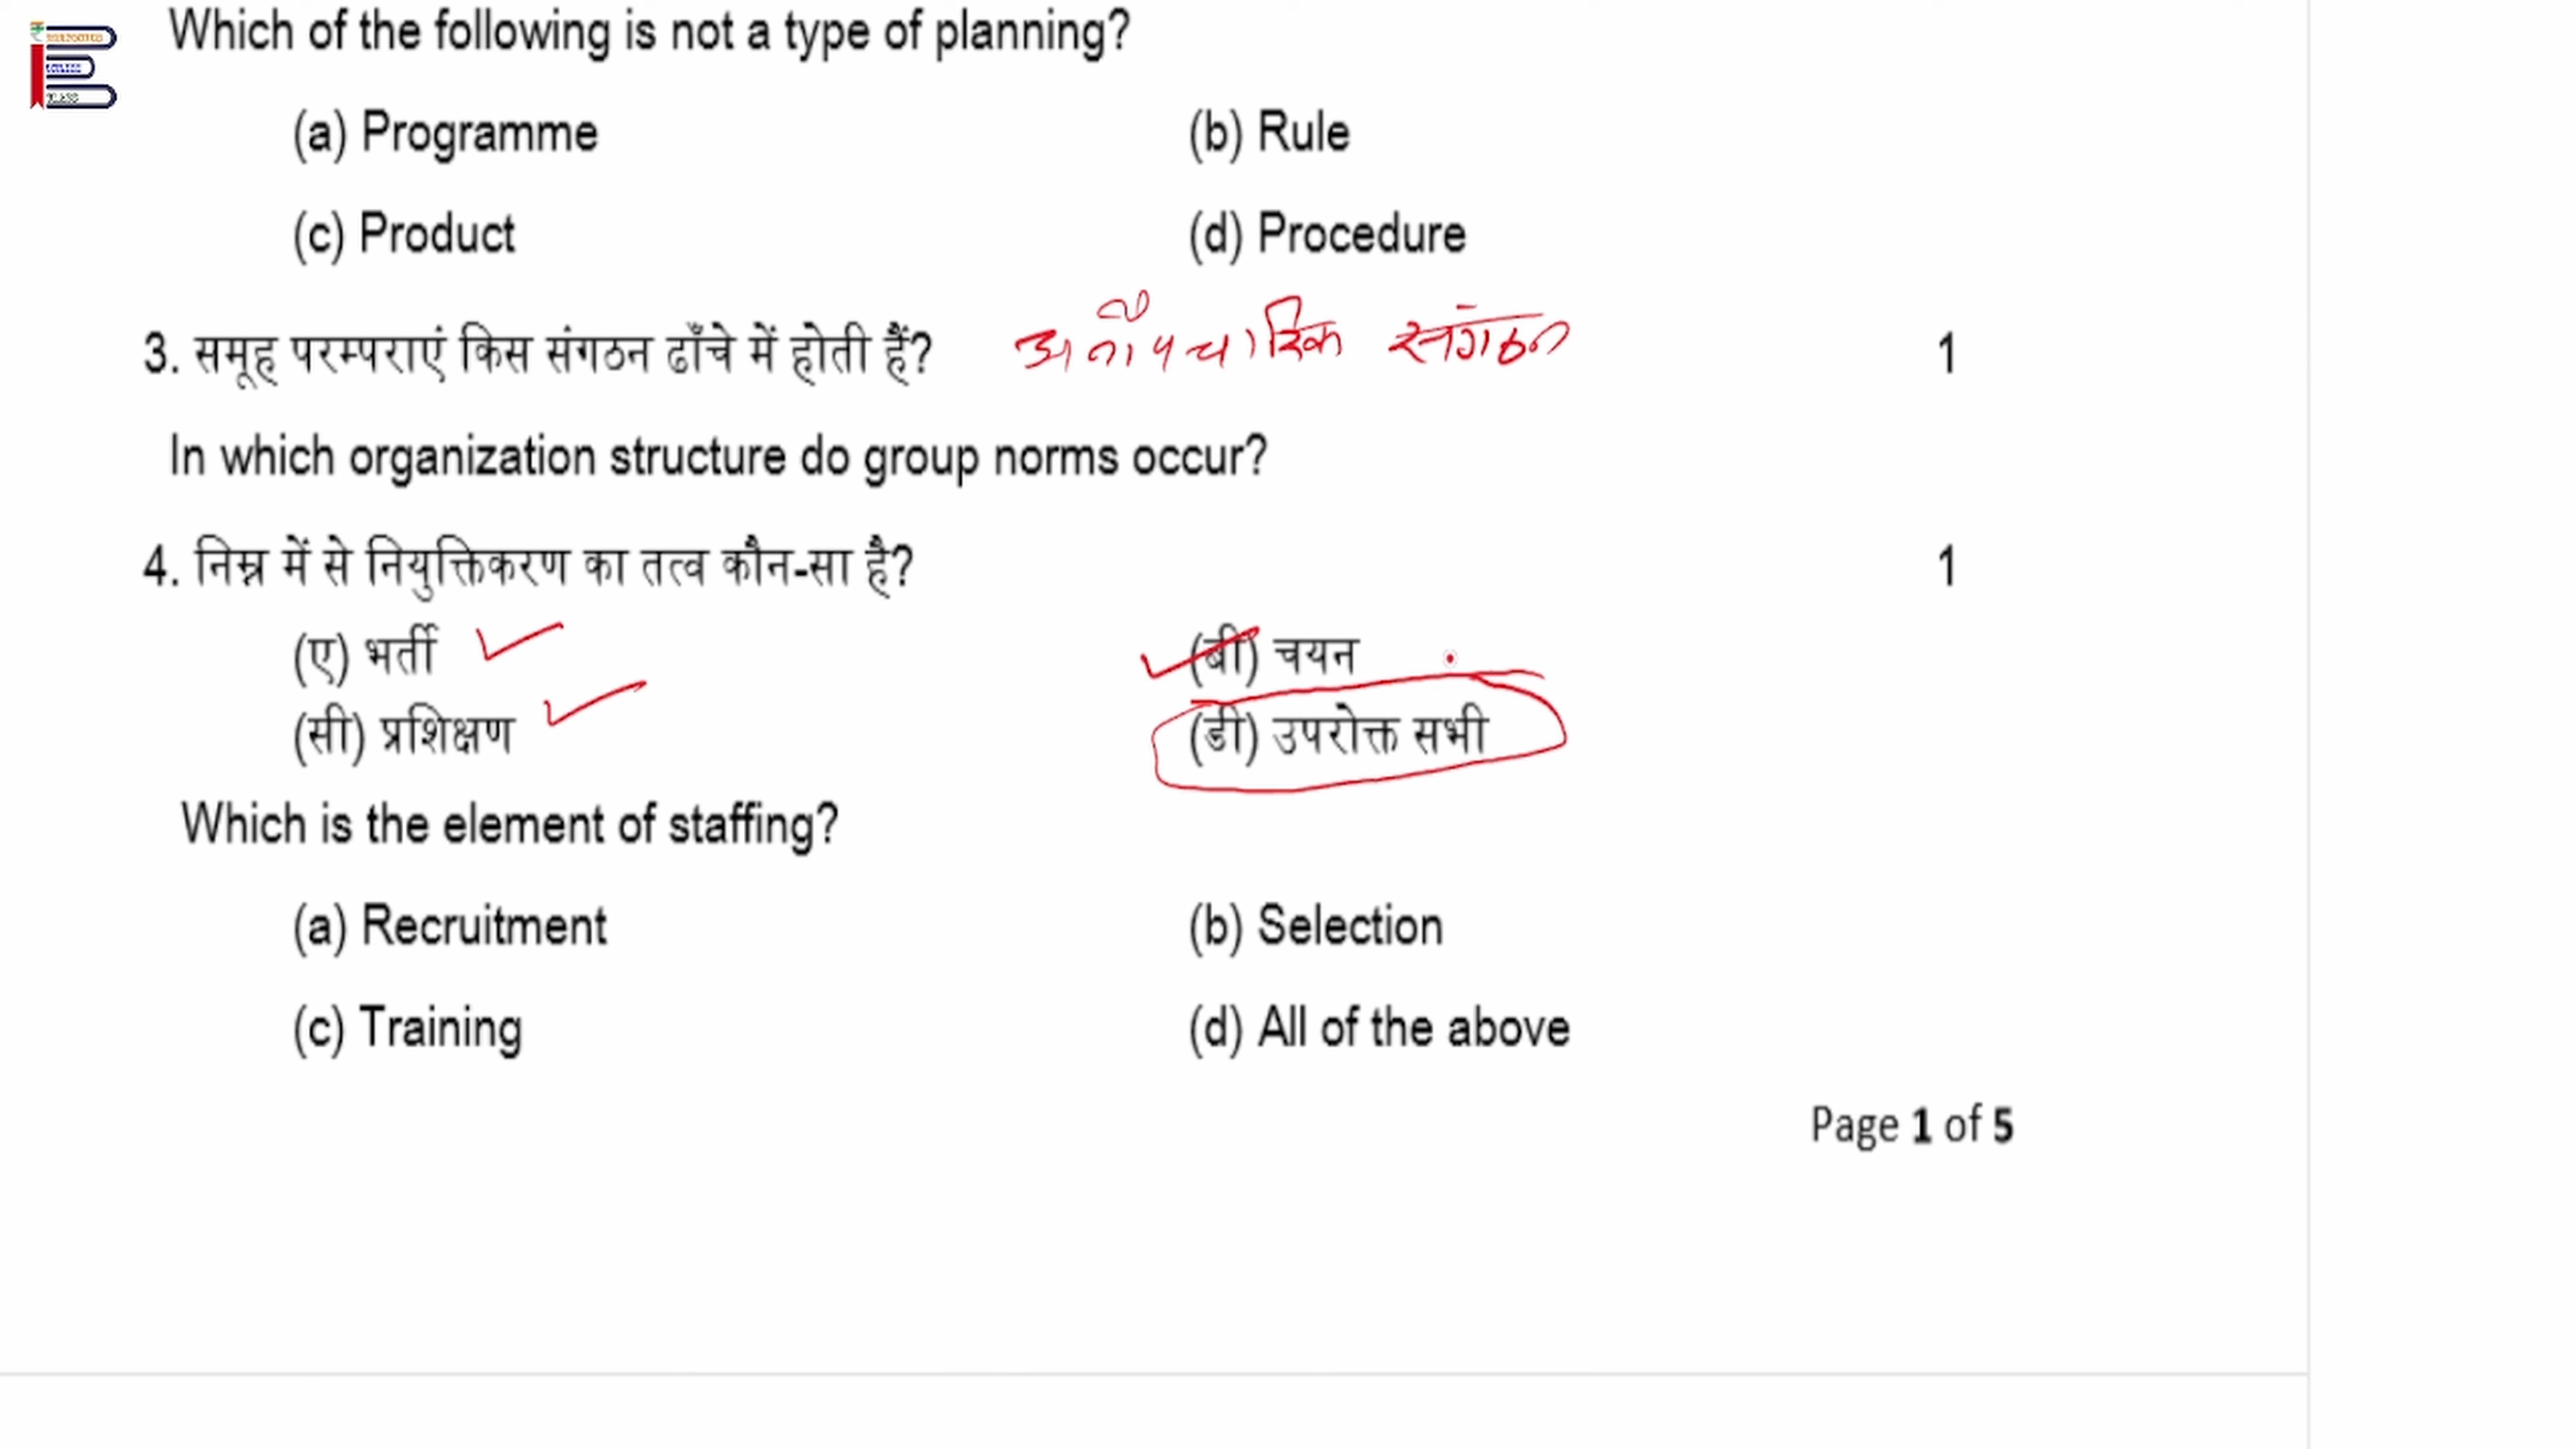 Which of the following is not a type of planning?
(a) Programme (b) Rule
(c) Product (d) Procedure
3. समूह परम्पराएं किस संगठन ढाँचे में होती हैं? अनौपचारिक संगठन 1
In which organization structure do group norms occur?
4. निम्न में से नियुक्तिकरण का तत्व कौन-सा है? 1
(ए) भर्ती (बी) चयन
(सी) प्रशिक्षण (डी) उपरोक्त सभी
Which is the element of staffing?
(a) Recruitment (b) Selection
(c) Training (d) All of the above
Page 1 of 5